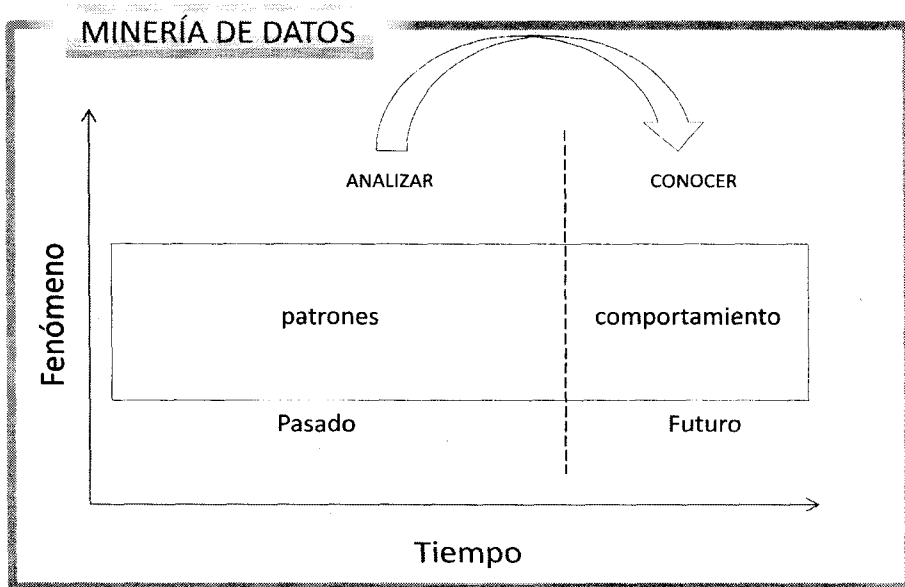 MINERÍA DE DATOS
ANALIZAR
CONOCER
Fenómeno
patrones
comportamiento
Pasado
Futuro
Tiempo